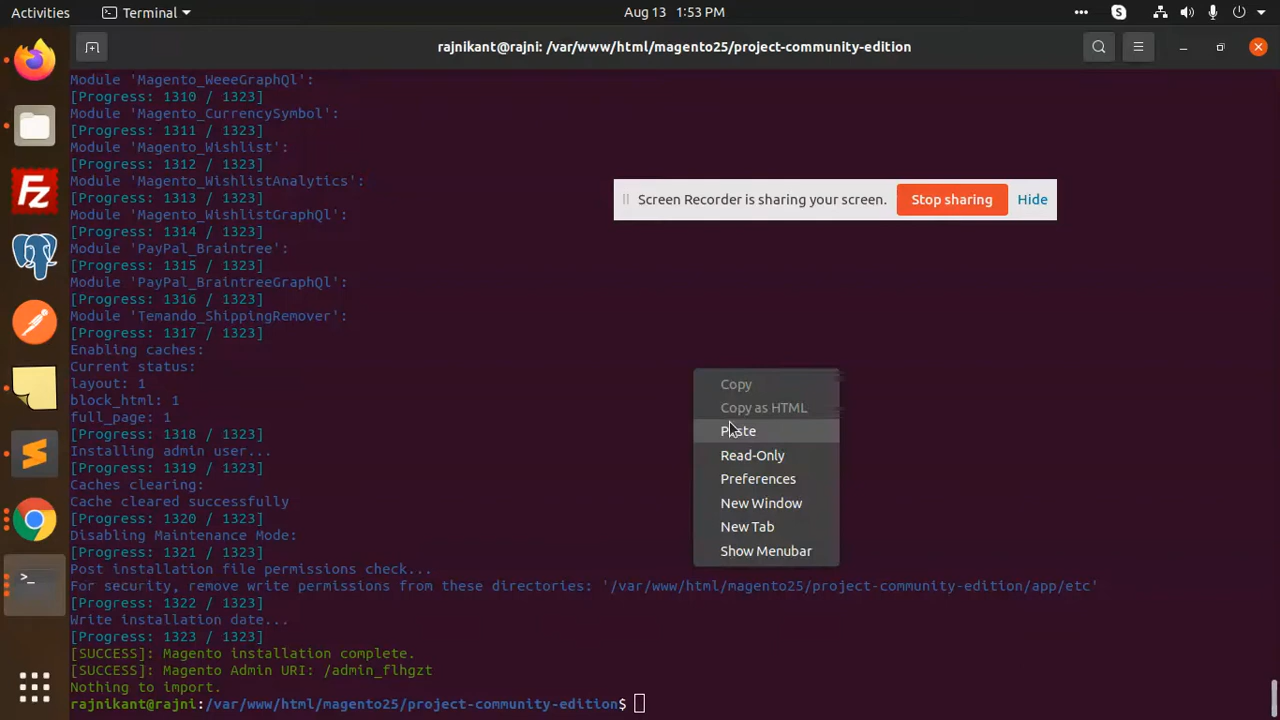 Activities
Terminal
Aug 13  1:53 PM
rajnikant@rajni: /var/www/html/magento25/project-community-edition
Module 'Magento_WeeeGraphQl':
[Progress: 1310 / 1323]
Module 'Magento_CurrencySymbol':
[Progress: 1311 / 1323]
Module 'Magento_Wishlist':
[Progress: 1312 / 1323]
Module 'Magento_WishlistAnalytics':
[Progress: 1313 / 1323]
Module 'Magento_WishlistGraphQl':
[Progress: 1314 / 1323]
Module 'PayPal_Braintree':
[Progress: 1315 / 1323]
Module 'PayPal_BraintreeGraphQl':
[Progress: 1316 / 1323]
Module 'Temando_ShippingRemover':
[Progress: 1317 / 1323]
Enabling caches:
Current status:
layout: 1
block_html: 1
full_page: 1
[Progress: 1318 / 1323]
Installing admin user...
[Progress: 1319 / 1323]
Caches clearing:
Cache cleared successfully
[Progress: 1320 / 1323]
Disabling Maintenance Mode:
[Progress: 1321 / 1323]
Post installation file permissions check...
For security, remove write permissions from these directories: '/var/www/html/magento25/project-community-edition/app/etc'
[Progress: 1322 / 1323]
Write installation date...
[Progress: 1323 / 1323]
[SUCCESS]: Magento installation complete.
[SUCCESS]: Magento Admin URI: /admin_flhgzt
Nothing to import.
rajnikant@rajni:/var/www/html/magento25/project-community-edition$
Screen Recorder is sharing your screen.
Stop sharing
Hide
Copy
Copy as HTML
Paste
Read-Only
Preferences
New Window
New Tab
Show Menubar
Fz
>_
S